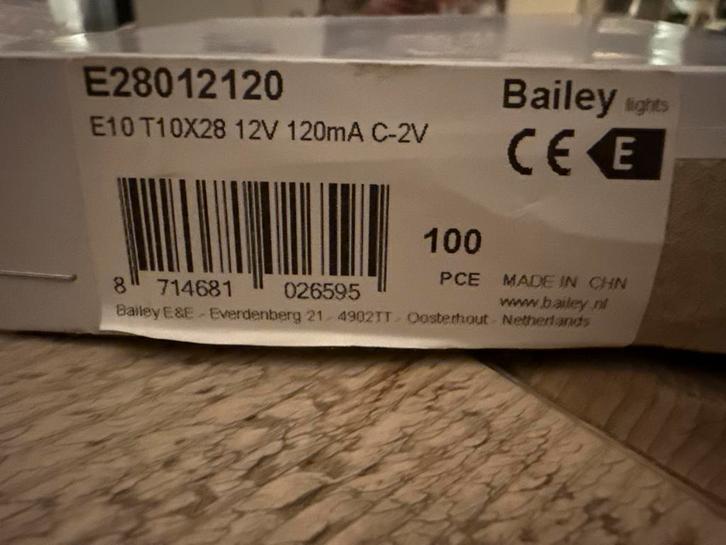 E28012120
E10 T10X28 12V 120mA C-2V
Bailey lights
CE E
100
PCE
8 714681 026595
MADE IN CHN
www.bailey.nl
Bailey E&E - Everdenberg 21 - 4902TT - Oosterhout - Netherlands